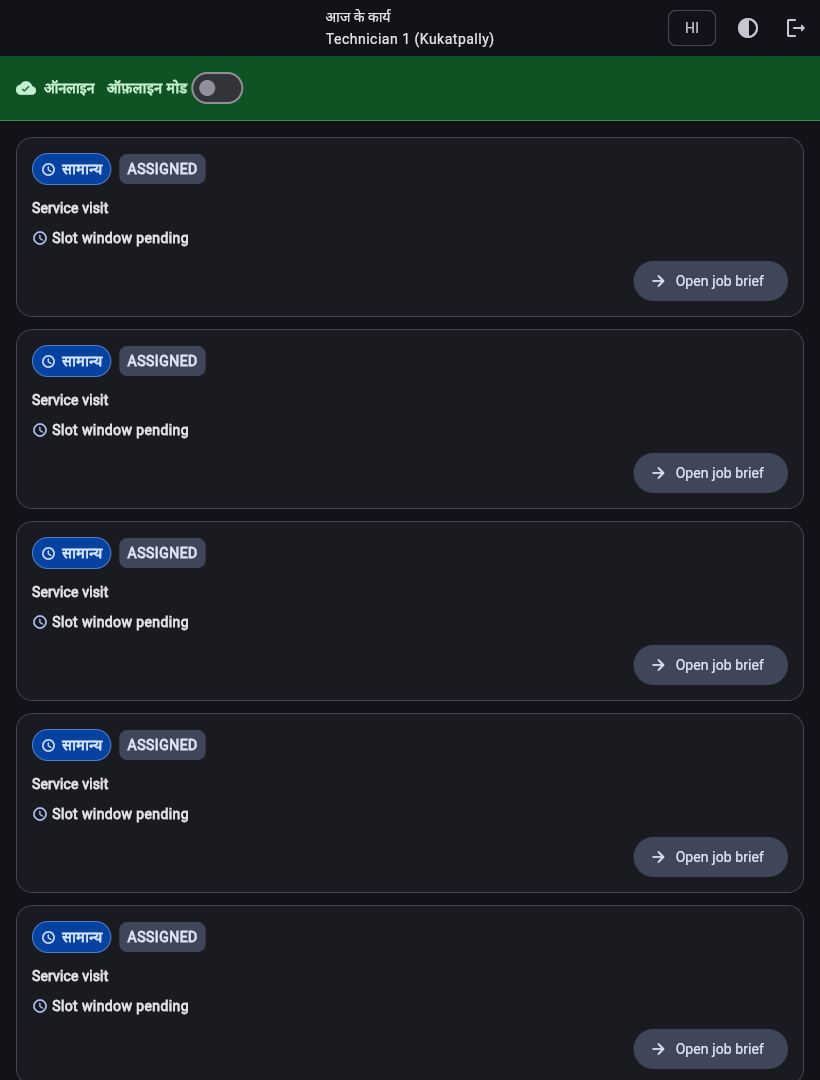 आज के कार्य
Technician 1 (Kukatpally)
HI
ऑनलाइन ऑफ़लाइन मोड
सामान्य ASSIGNED
Service visit
Slot window pending
Open job brief
सामान्य ASSIGNED
Service visit
Slot window pending
Open job brief
सामान्य ASSIGNED
Service visit
Slot window pending
Open job brief
सामान्य ASSIGNED
Service visit
Slot window pending
Open job brief
सामान्य ASSIGNED
Service visit
Slot window pending
Open job brief